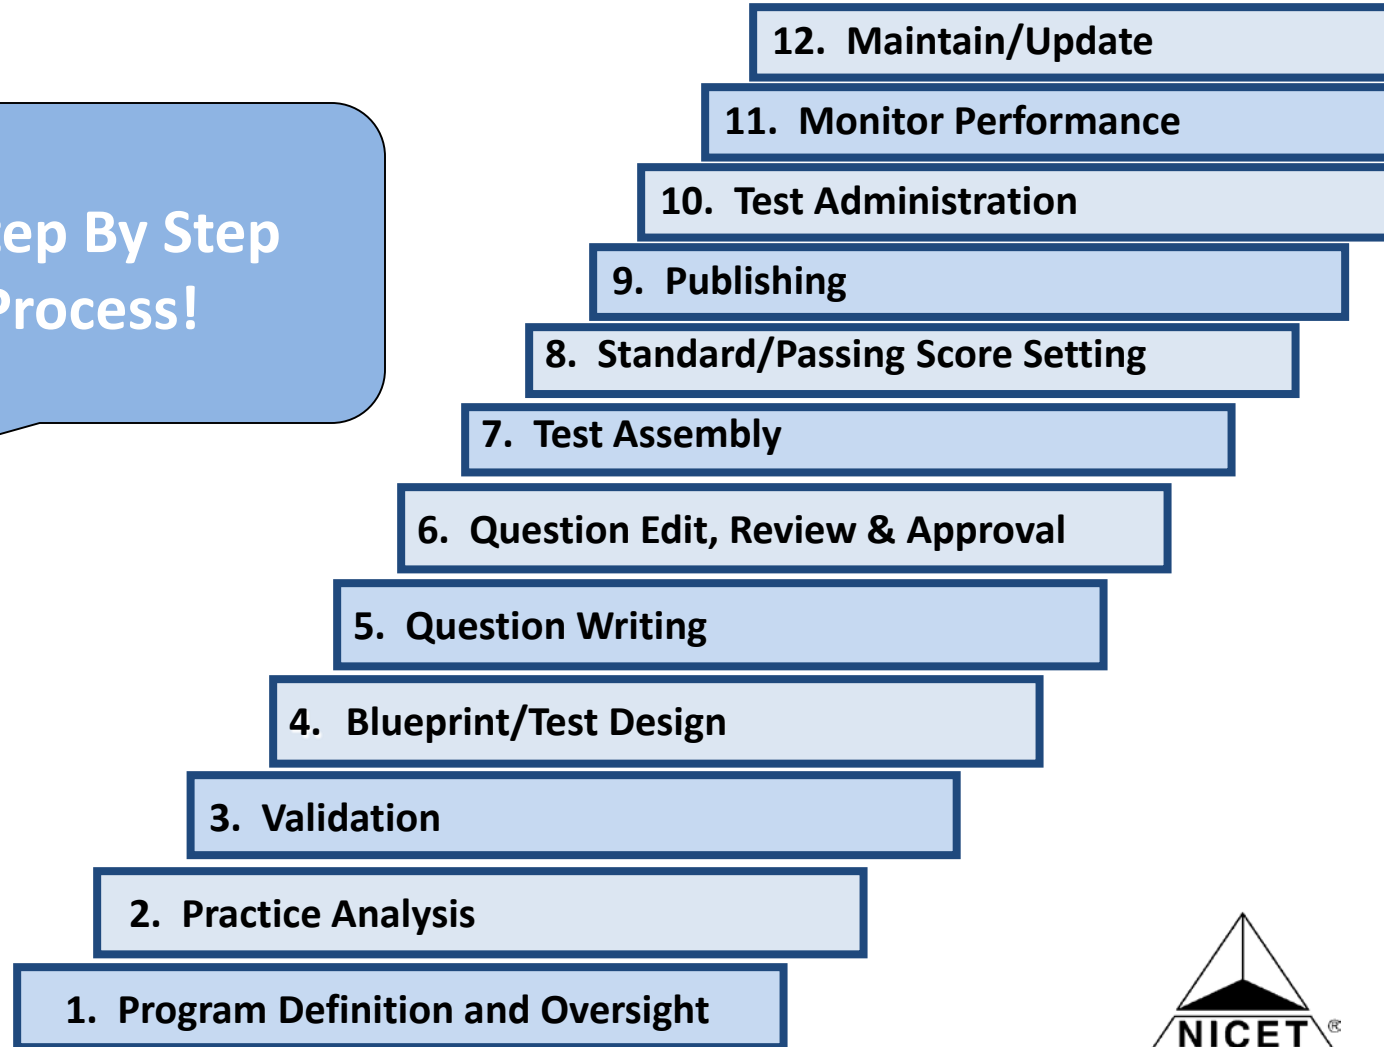 12. Maintain/Update
11. Monitor Performance
10. Test Administration
9. Publishing
8. Standard/Passing Score Setting
7. Test Assembly
6. Question Edit, Review & Approval
5. Question Writing
4. Blueprint/Test Design
3. Validation
2. Practice Analysis
1. Program Definition and Oversight
tep By Step
Process!
NICET®